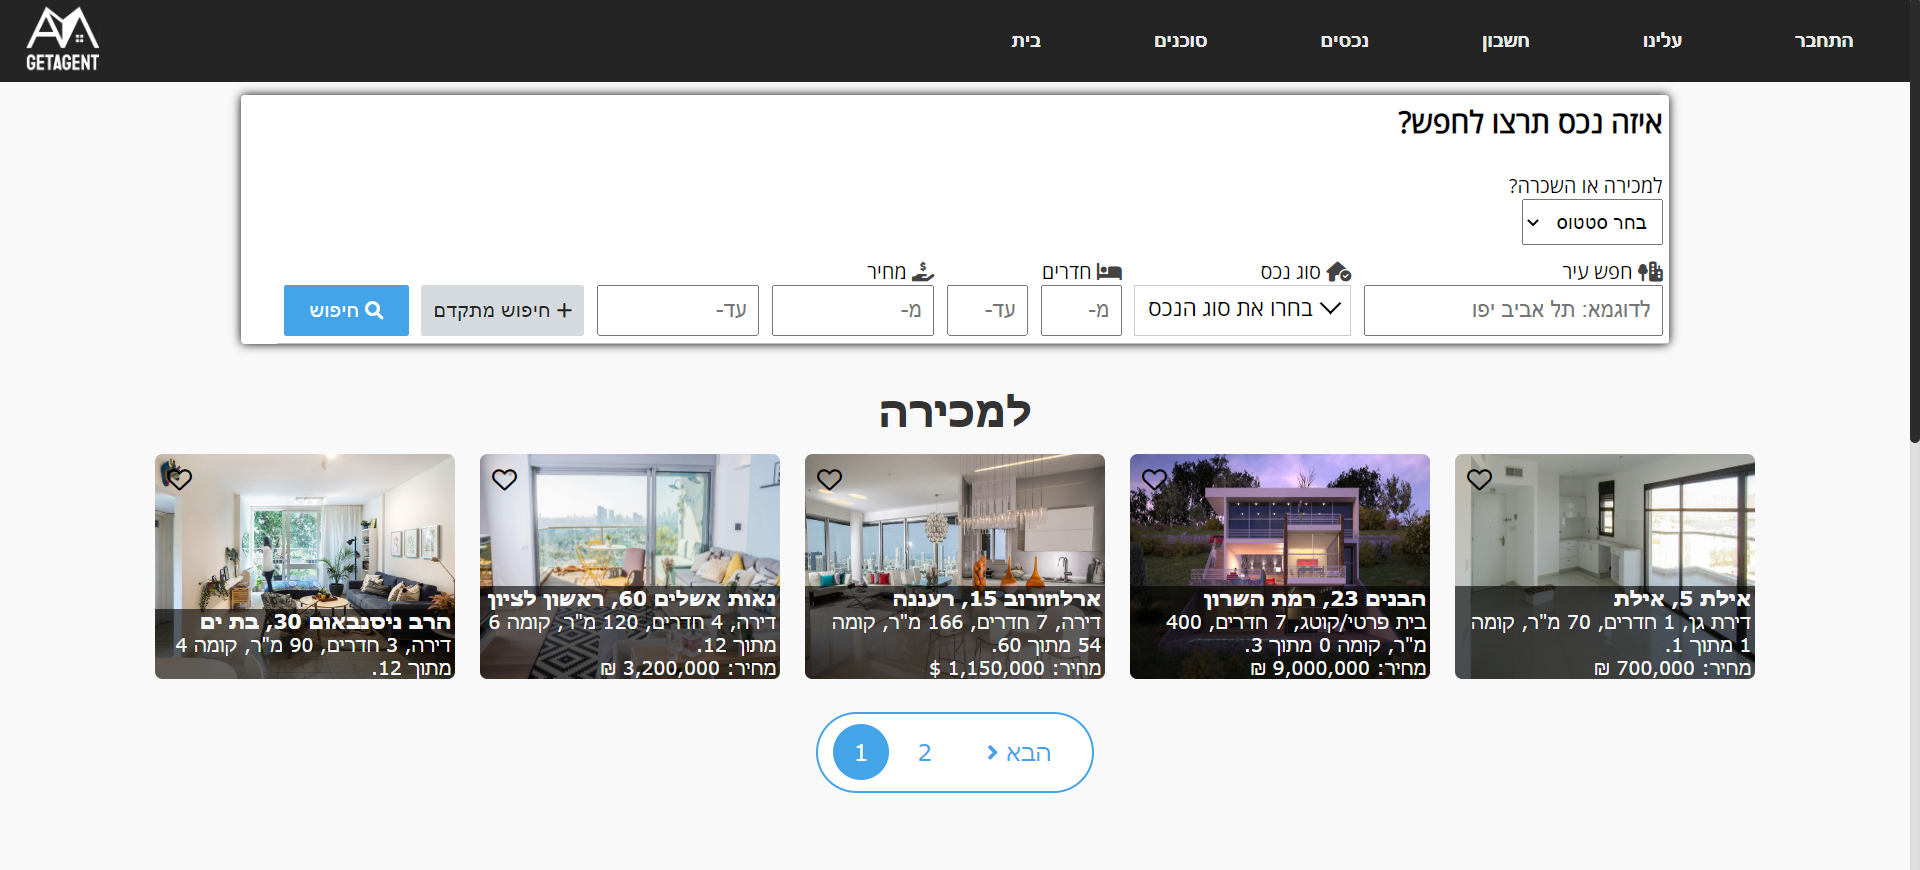 GETAGENT
בית
סוכנים
נכסים
חשבון
עלינו
התחבר
איזה נכס תרצו לחפש?
למכירה או השכרה?
בחר סטטוס
חפש עיר
לדוגמא: תל אביב יפו
סוג נכס
בחרו את סוג הנכס
חדרים
מ-
עד-
מחיר
מ-
עד-
חיפוש מתקדם
חיפוש
למכירה
אילת 5, אילת
דירת גן, 1 חדרים, 70 מ"ר, קומה
1 מתוך 1.
מחיר: 700,000 ₪
הבנים 23, רמת השרון
בית פרטי/קוטג, 7 חדרים, 400
מ"ר, קומה 0 מתוך 3.
מחיר: 9,000,000 ₪
ארלוזורוב 15, רעננה
דירה, 7 חדרים, 166 מ"ר, קומה
54 מתוך 60.
מחיר: 1,150,000 $
נאות אשלים 60, ראשון לציון
דירה, 4 חדרים, 120 מ"ר, קומה 6
מתוך 12.
מחיר: 3,200,000 ₪
הרב ניסנבאום 30, בת ים
דירה, 3 חדרים, 90 מ"ר, קומה 4
מתוך 12.
1
2
הבא